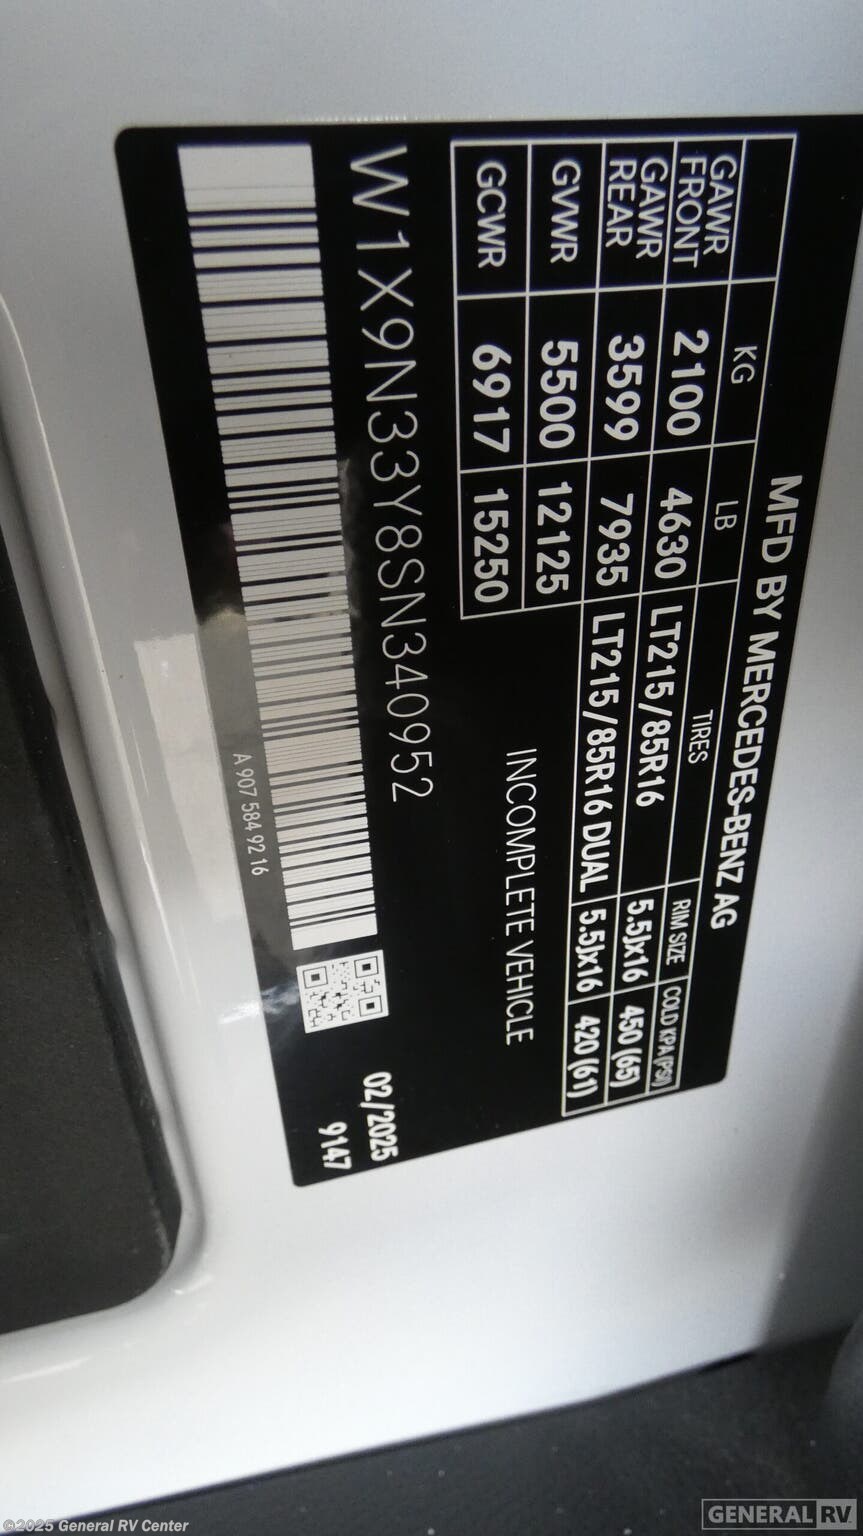 MFD BY MERCEDES-BENZ AG
KG LB TIRES RIM SIZE COLD KPA (PSI)
GAWR
FRONT 2100 4630 LT215/85R16 5.5Jx16 450 (65)
GAWR
REAR 3599 7935 LT215/85R16 DUAL 5.5Jx16 420 (61)
GVWR 5500 12125
GCWR 6917 15250
INCOMPLETE VEHICLE
W1X9N33Y8SN340952
02/2025
9147
A 907 584 92 16
©2025 General RV Center
GENERAL RV